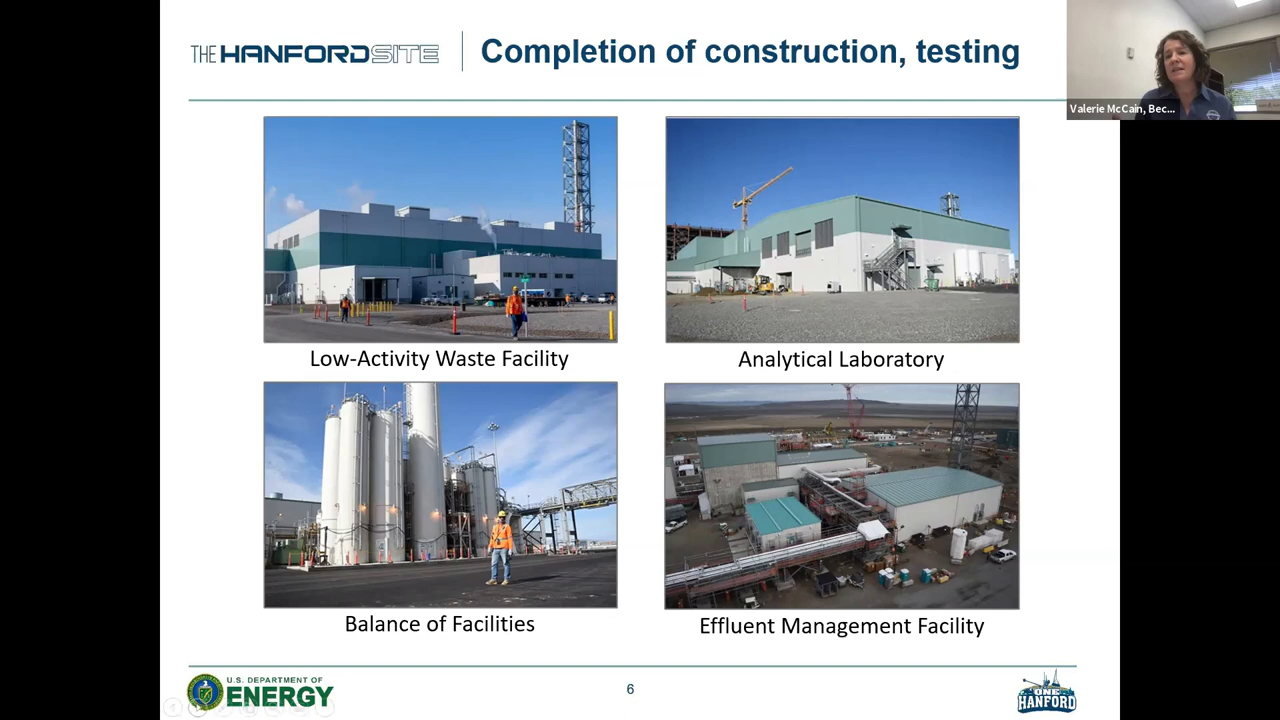 THE HANFORD SITE
Completion of construction, testing
Valerie McCain, Bec...
Low-Activity Waste Facility
Analytical Laboratory
Balance of Facilities
Effluent Management Facility
U.S. DEPARTMENT OF
ENERGY
6
ONE
HANFORD